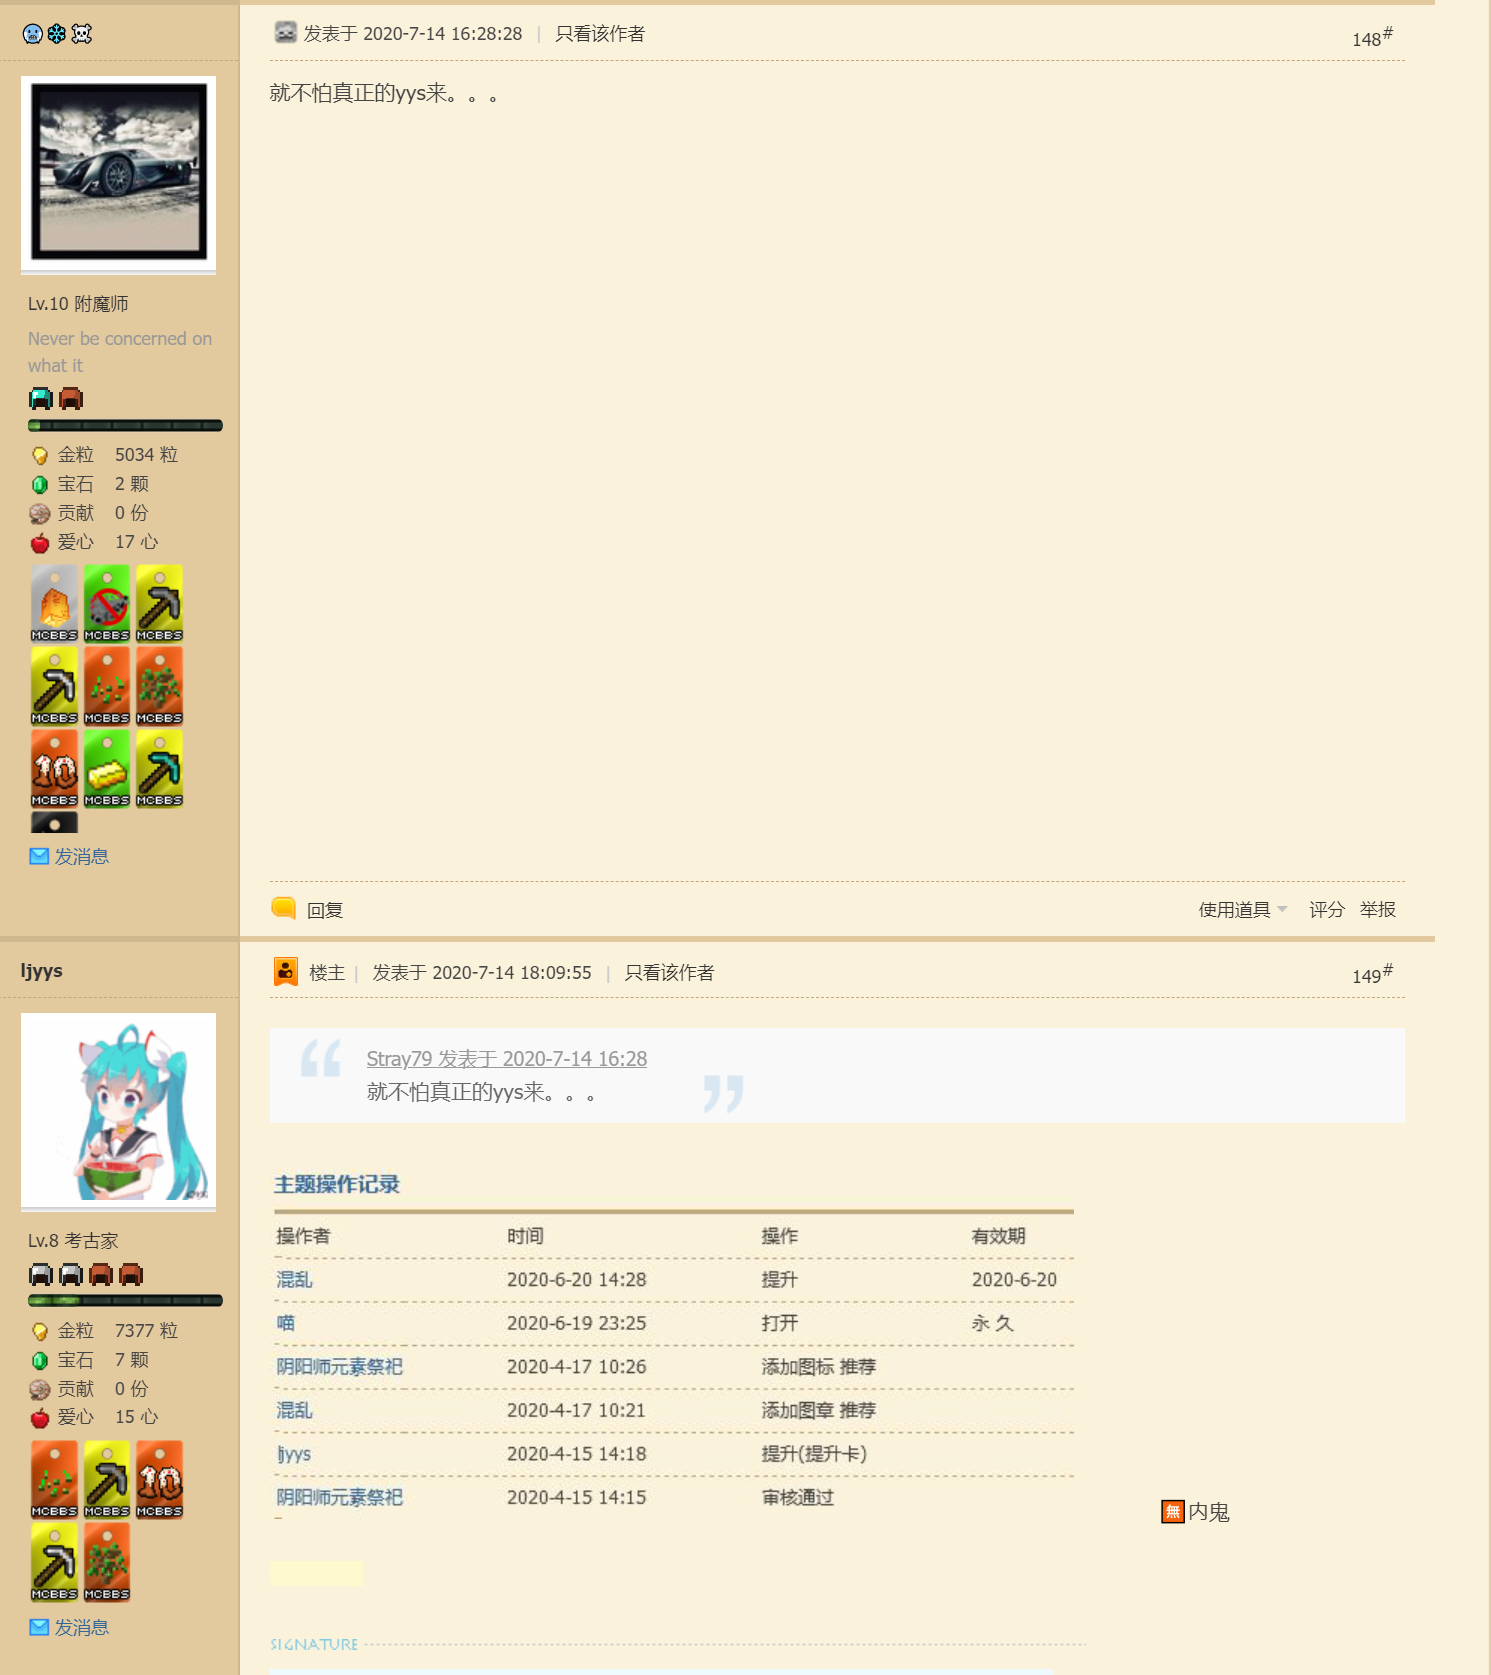 发表于 2020-7-14 16:28:28 | 只看该作者
148#
就不怕真正的yys来。。。
Lv.10 附魔师
Never be concerned on
what it
金粒 5034 粒
宝石 2 颗
贡献 0 份
爱心 17 心
MCBBS MCBBS MCBBS
MCBBS MCBBS MCBBS
10
MCBBS MCBBS MCBBS
发消息
回复
使用道具 评分 举报
ljyys
楼主 | 发表于 2020-7-14 18:09:55 | 只看该作者
149#
Stray79 发表于 2020-7-14 16:28
就不怕真正的yys来。。。
主题操作记录
操作者 时间 操作 有效期
混乱 2020-6-20 14:28 提升 2020-6-20
喵 2020-6-19 23:25 打开 永久
阴阳师元素祭祀 2020-4-17 10:26 添加图标 推荐
混乱 2020-4-17 10:21 添加图章 推荐
ljyys 2020-4-15 14:18 提升(提升卡)
阴阳师元素祭祀 2020-4-15 14:15 审核通过
🈚内鬼
Lv.8 考古家
金粒 7377 粒
宝石 7 颗
贡献 0 份
爱心 15 心
10
MCBBS MCBBS MCBBS
MCBBS MCBBS
发消息
SIGNATURE